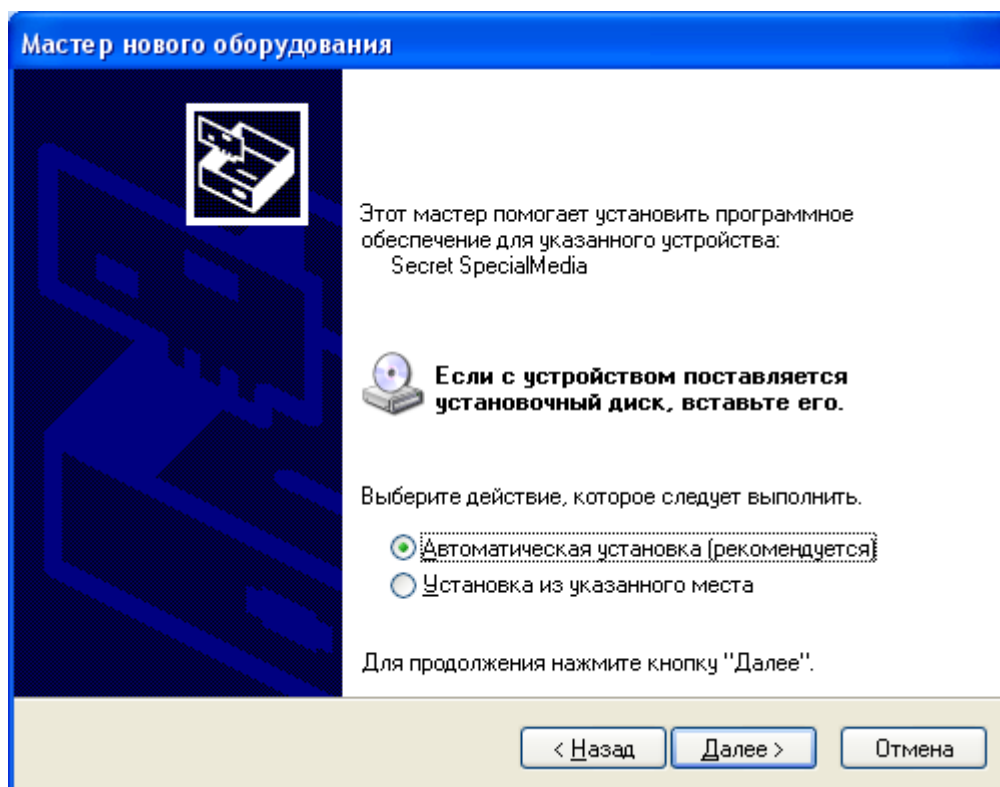 Мастер нового оборудования
Этот мастер помогает установить программное
обеспечение для указанного устройства:
Secret SpecialMedia
Если с устройством поставляется
установочный диск, вставьте его.
Выберите действие, которое следует выполнить.
Автоматическая установка (рекомендуется)
Установка из указанного места
Для продолжения нажмите кнопку "Далее".
< Назад
Далее >
Отмена